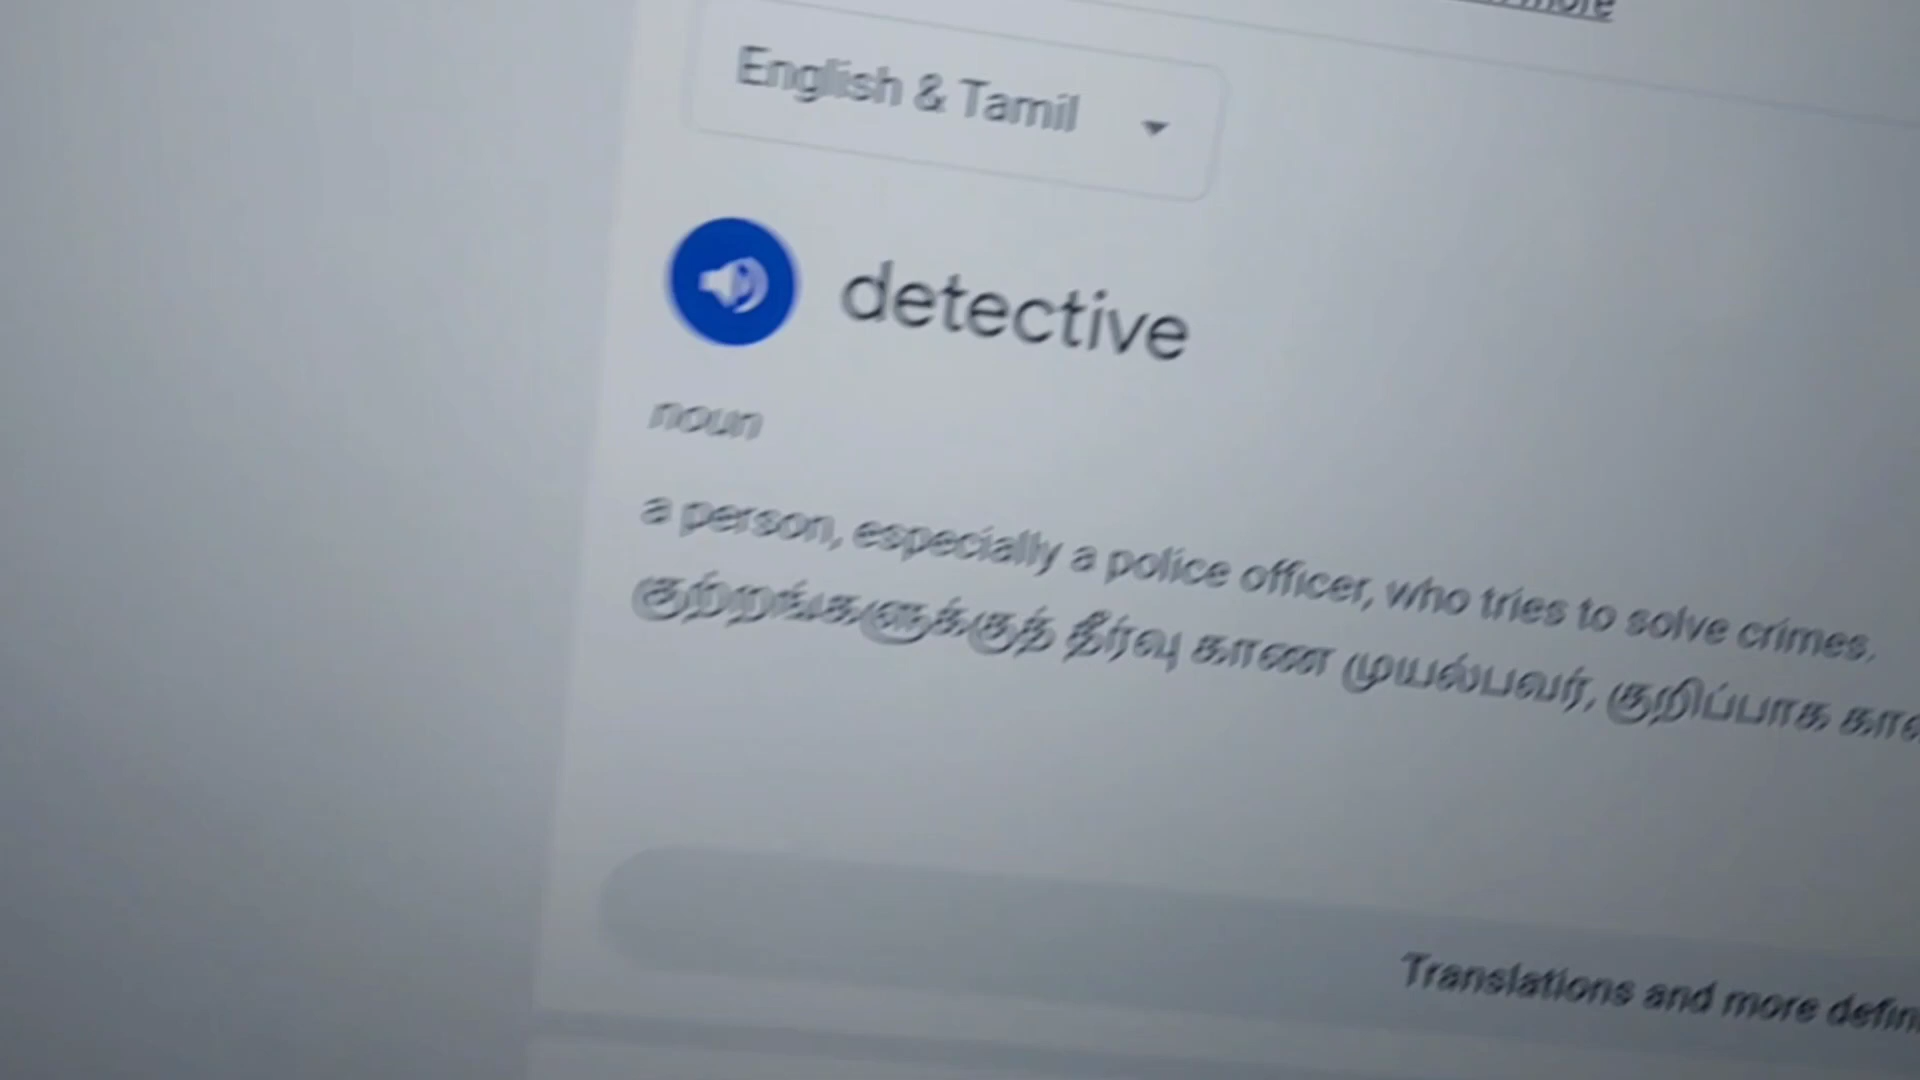 more
English & Tamil
detective
noun
a person, especially a police officer, who tries to solve crimes.
குற்றங்களுக்குத் தீர்வு காண முயல்பவர், குறிப்பாக
Translations and more